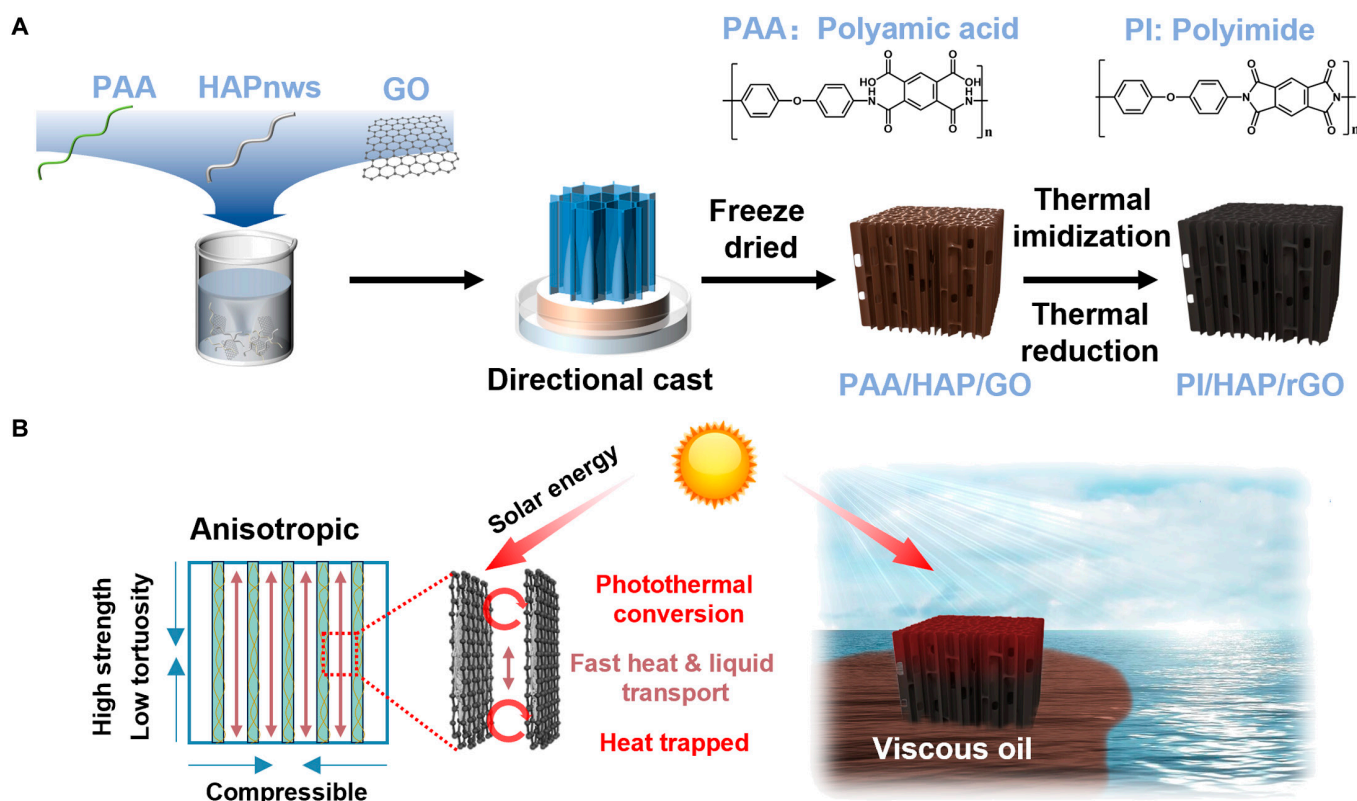 A
PAA
HAPnws
GO
PAA：Polyamic acid
O
O
OH
HO
O
N
H
H
N
O
O
n
PI: Polyimide
O
N
O
O
N
O
O
n
Directional cast
Freeze
dried
PAA/HAP/GO
Thermal
imidization
Thermal
reduction
PI/HAP/rGO
B
Anisotropic
High strength
Low tortuosity
Compressible
Solar energy
Photothermal
conversion
Fast heat & liquid
transport
Heat trapped
Viscous oil